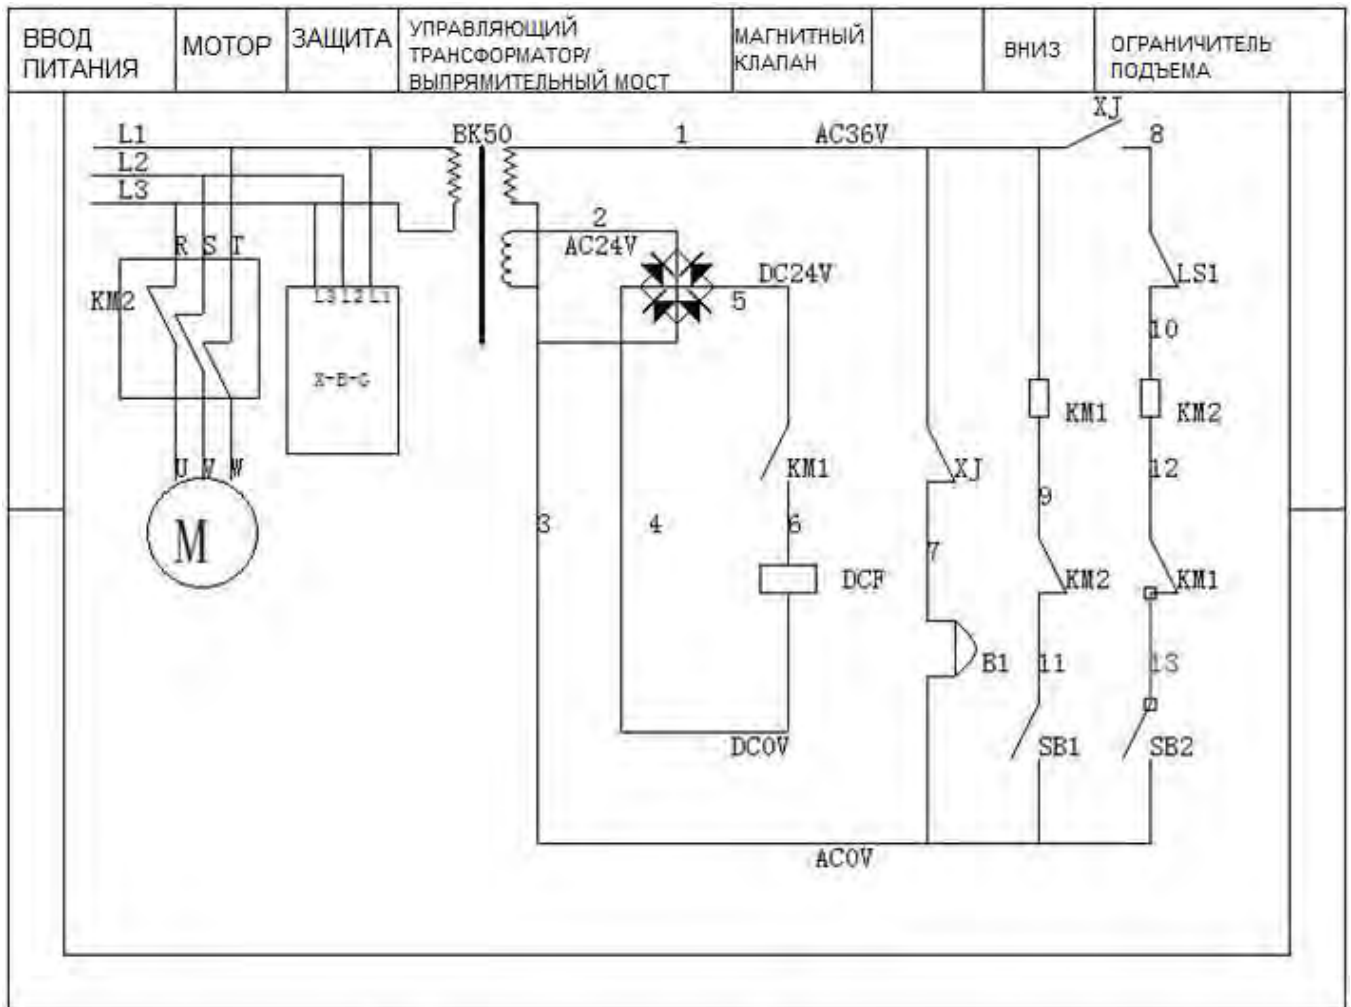 ВВОД
ПИТАНИЯ
МОТОР
ЗАЩИТА
УПРАВЛЯЮЩИЙ
ТРАНСФОРМАТОР/
ВЫПРЯМИТЕЛЬНЫЙ МОСТ
МАГНИТНЫЙ
КЛАПАН
ВНИЗ
ОГРАНИЧИТЕЛЬ
ПОДЪЕМА
L1
BK50
1
AC36V
XJ
8
L2
L3
2
R S T
AC24V
DC24V
LS1
KM2
L3 L2 L1
5
10
X-B-G
KM1
KM2
U V W
KM1
XJ
12
9
M
3
4
6
7
DCF
KM2
KM1
B1
11
13
DC0V
SB1
SB2
AC0V